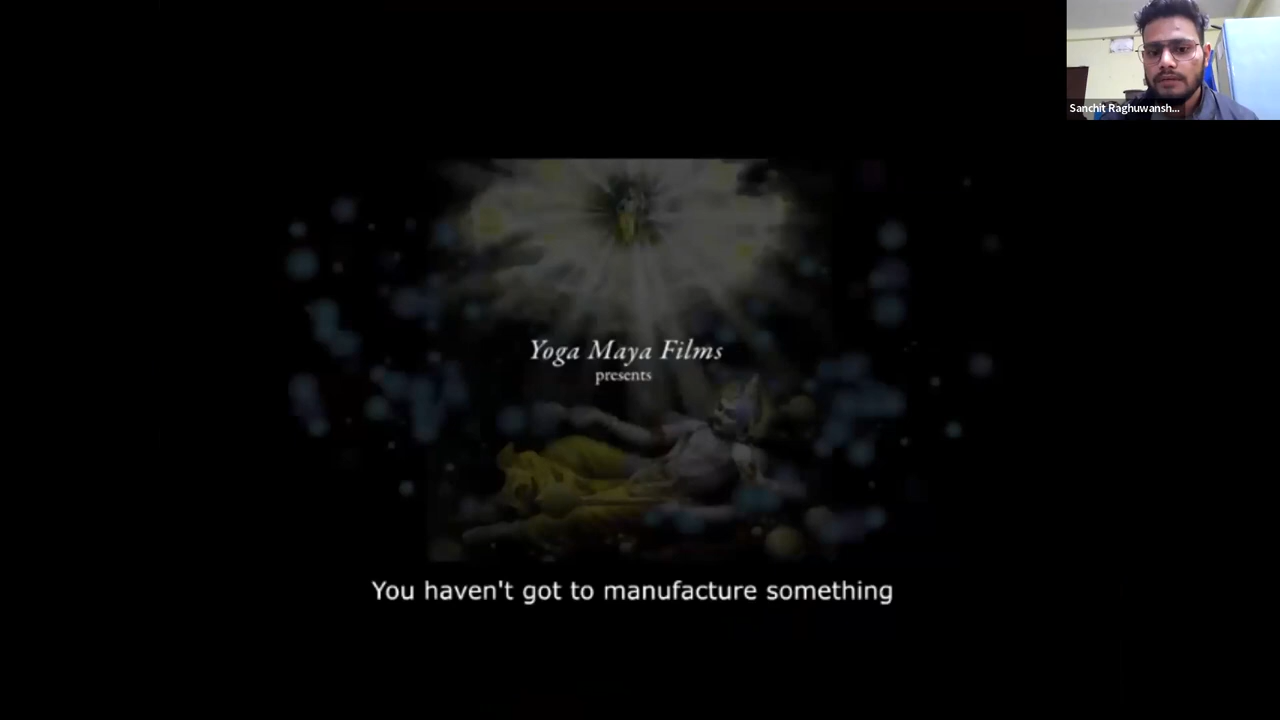 Sanchit Raghuwansh...
Yoga Maya Films
presents
You haven't got to manufacture something